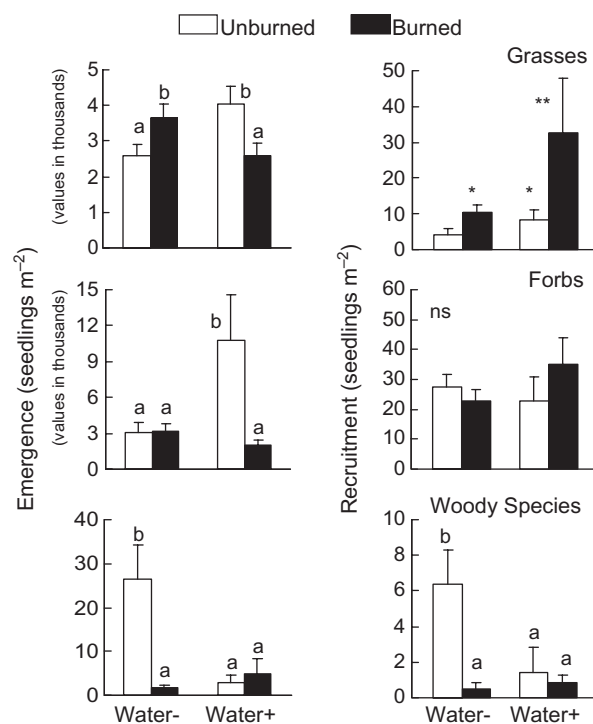 Unburned Burned
Grasses
Emergence (seedlings m⁻²)
(values in thousands)
5
4
3
2
1
0
a
b
b
a
Recruitment (seedlings m⁻²)
50
40
30
20
10
0
*
*
**
Forbs
(values in thousands)
15
12
9
6
3
0
a
a
b
a
60
50
40
30
20
10
0
ns
Woody Species
40
30
20
10
0
b
a
a
a
Water- Water+
8
6
4
2
0
b
a
a
a
Water- Water+